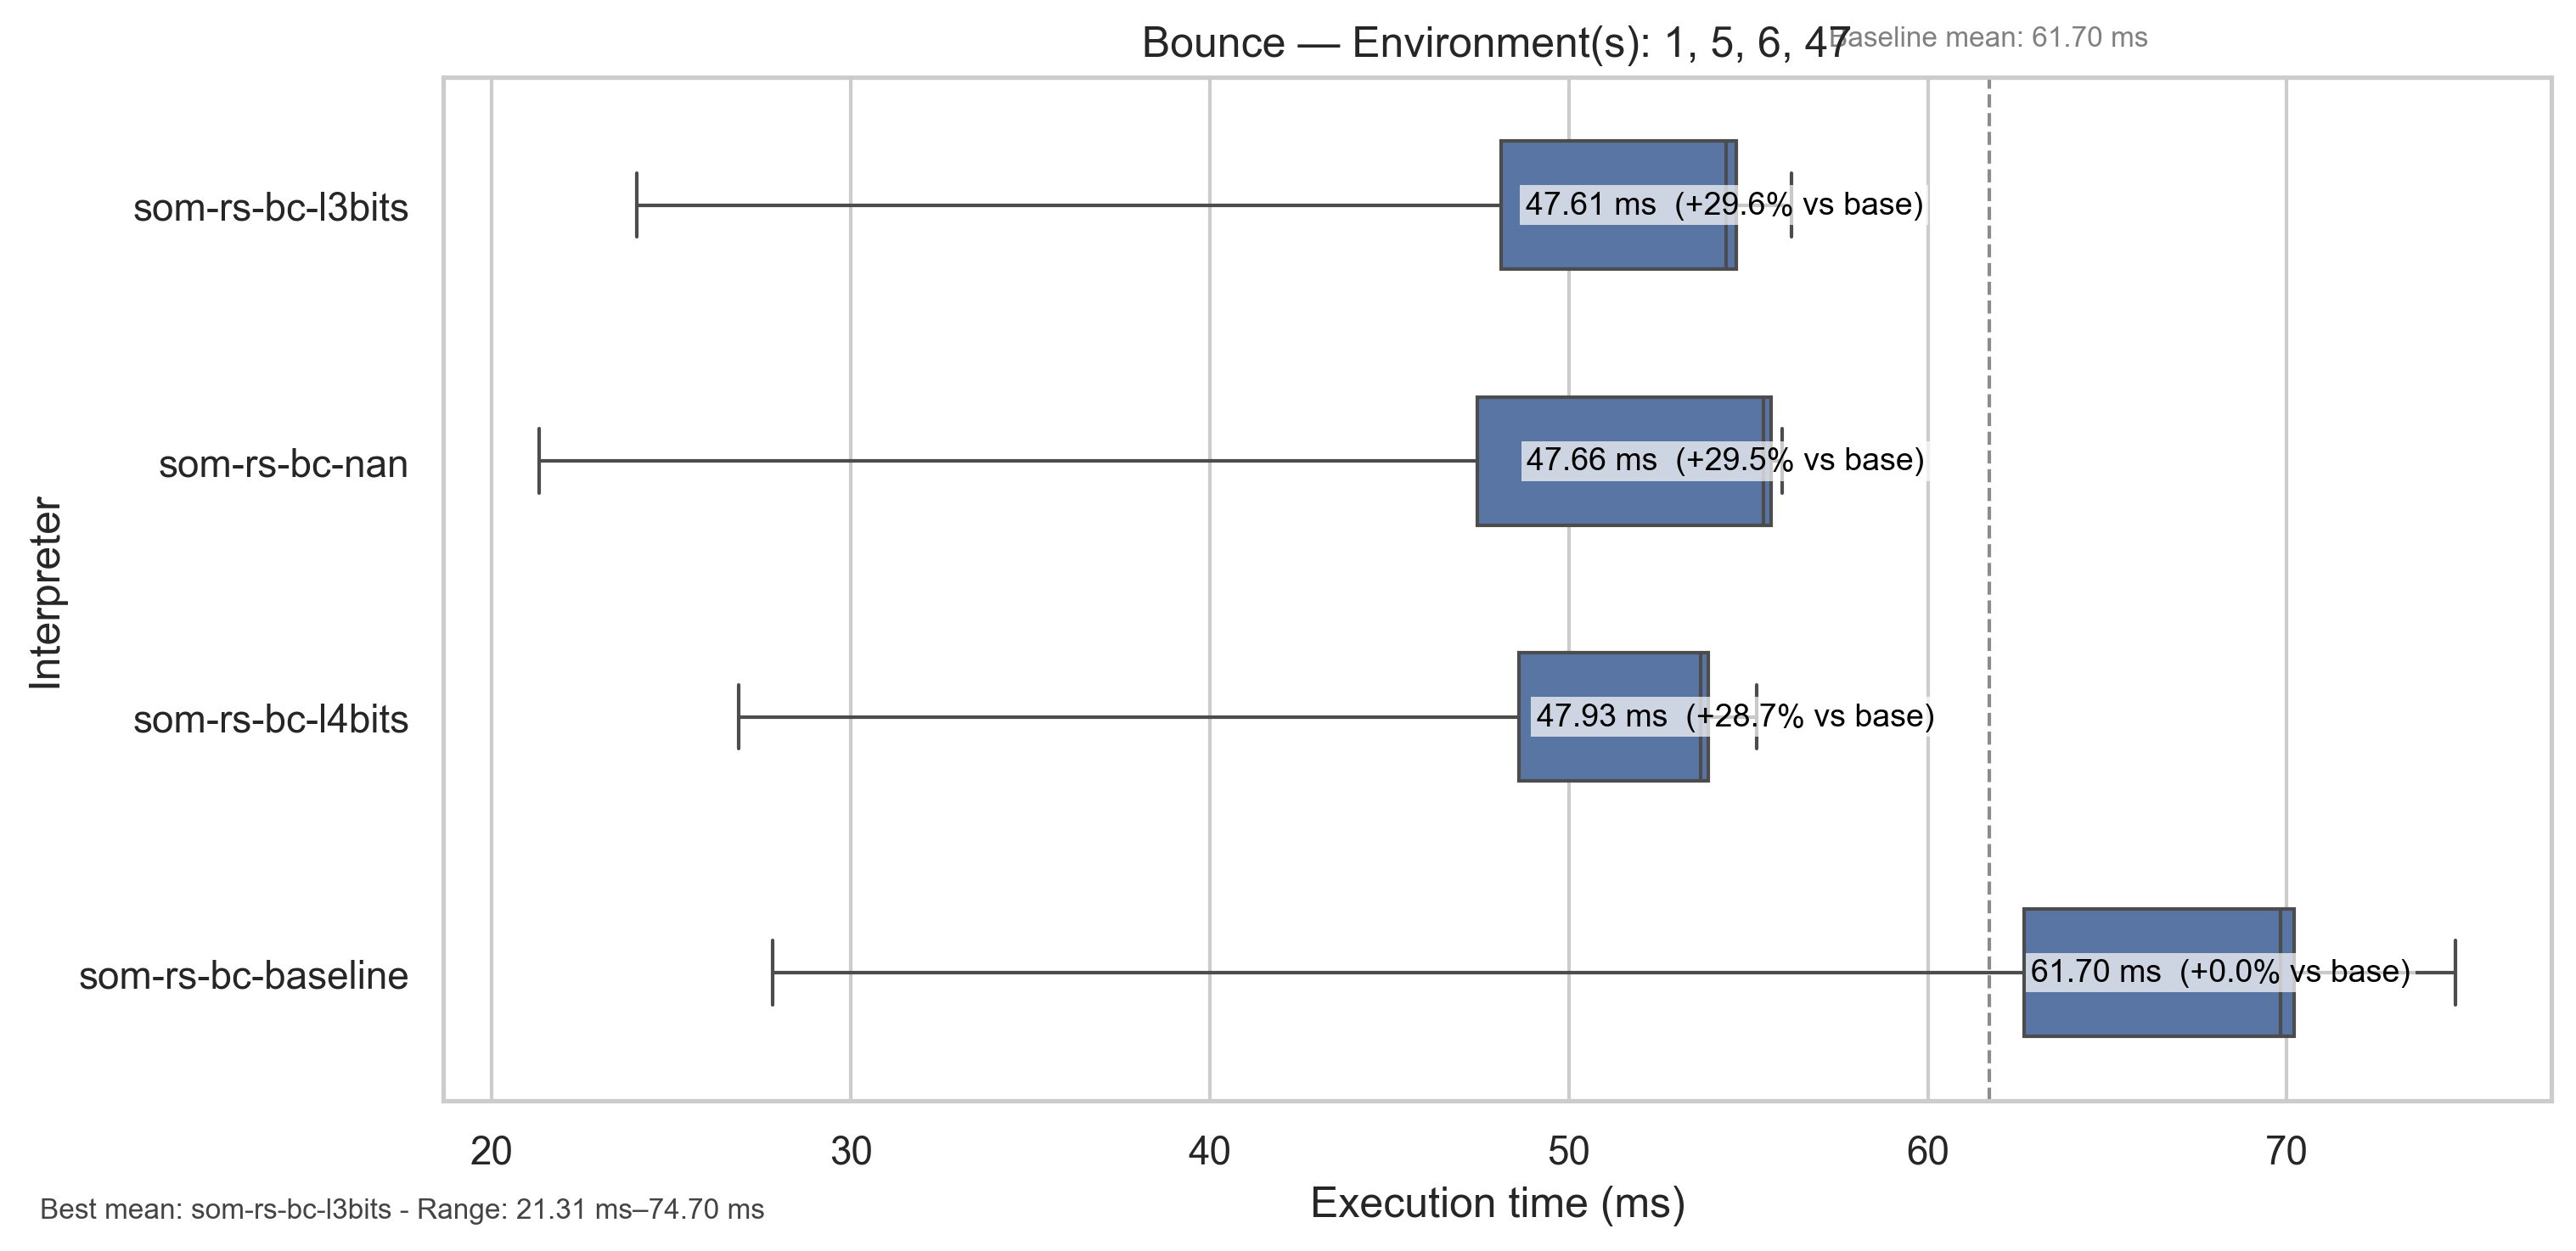 Bounce — Environment(s): 1, 5, 6, 47
Baseline mean: 61.70 ms
Interpreter
som-rs-bc-l3bits
47.61 ms (+29.6% vs base)
som-rs-bc-nan
47.66 ms (+29.5% vs base)
som-rs-bc-l4bits
47.93 ms (+28.7% vs base)
som-rs-bc-baseline
61.70 ms (+0.0% vs base)
20 30 40 50 60 70
Execution time (ms)
Best mean: som-rs-bc-l3bits - Range: 21.31 ms–74.70 ms